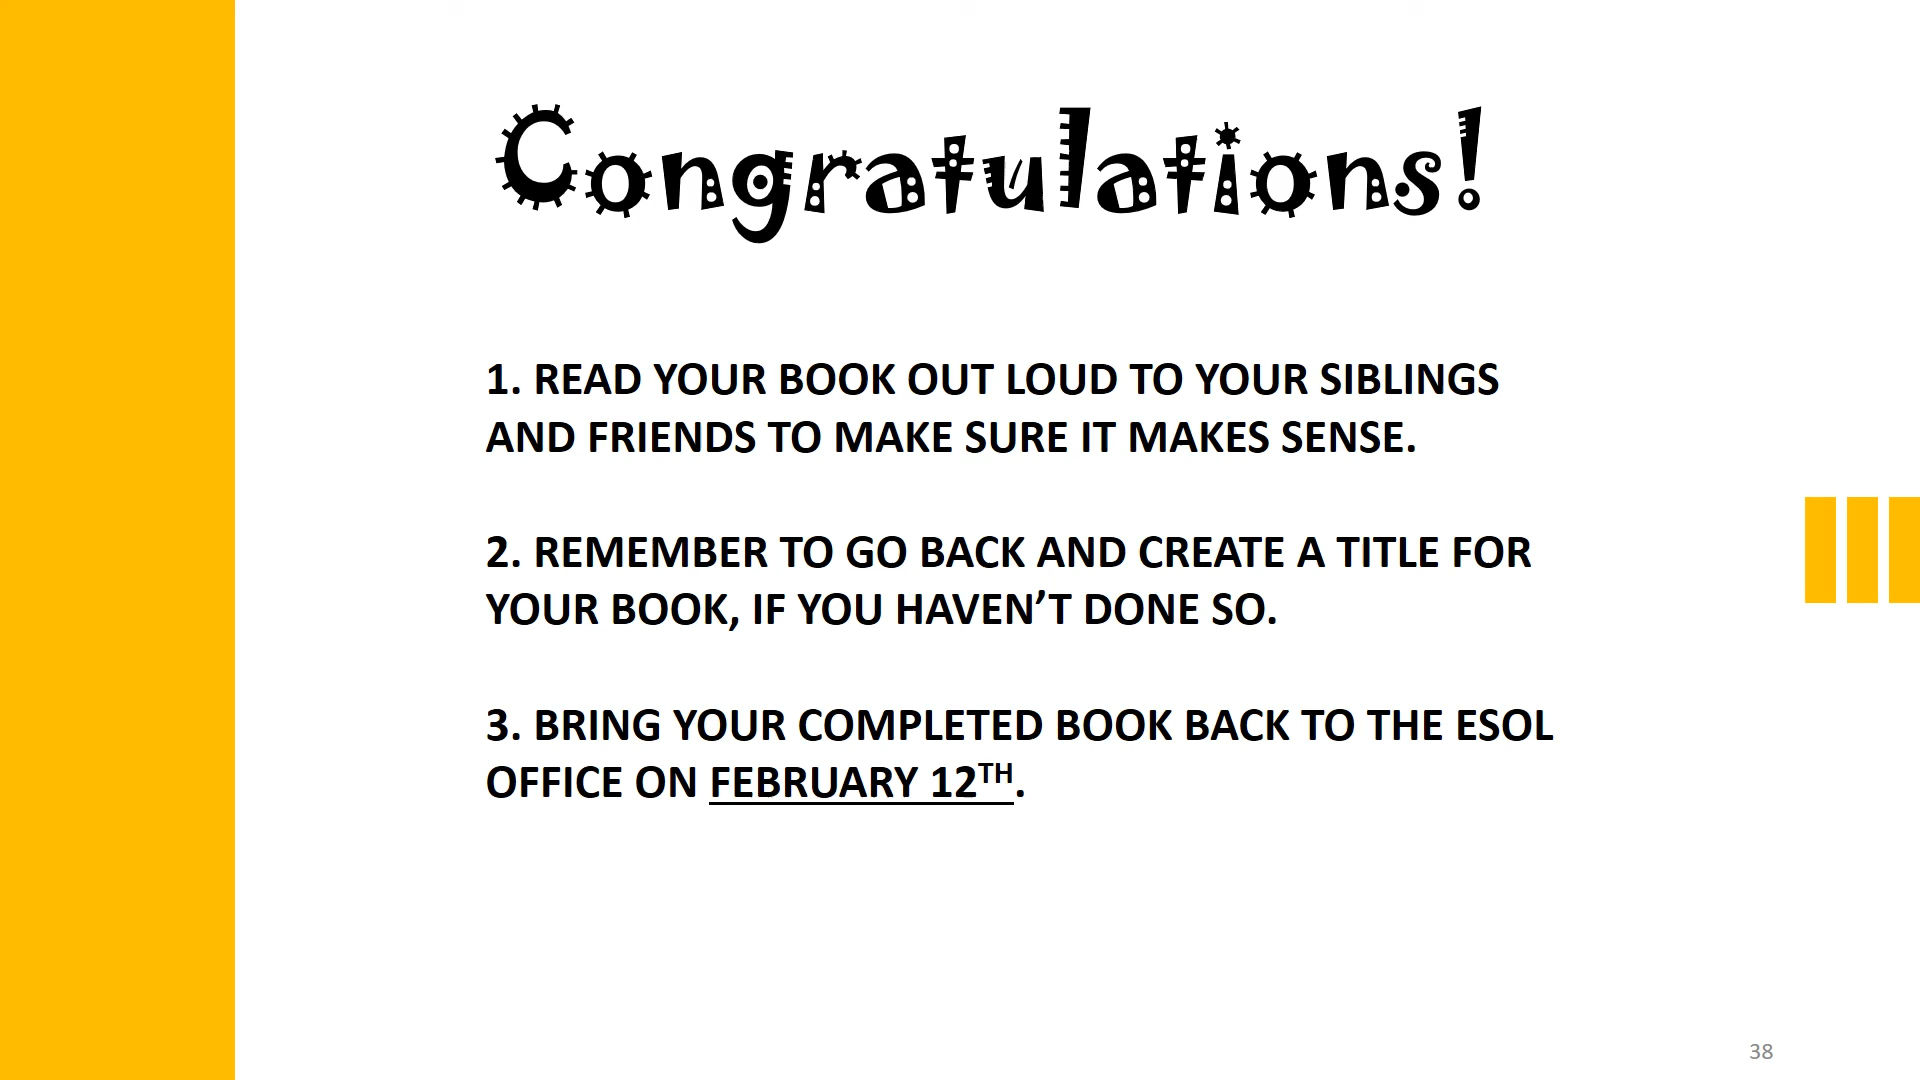 Congratulations!
1. READ YOUR BOOK OUT LOUD TO YOUR SIBLINGS
AND FRIENDS TO MAKE SURE IT MAKES SENSE.
2. REMEMBER TO GO BACK AND CREATE A TITLE FOR
YOUR BOOK, IF YOU HAVEN’T DONE SO.
3. BRING YOUR COMPLETED BOOK BACK TO THE ESOL
OFFICE ON FEBRUARY 12TH.
38